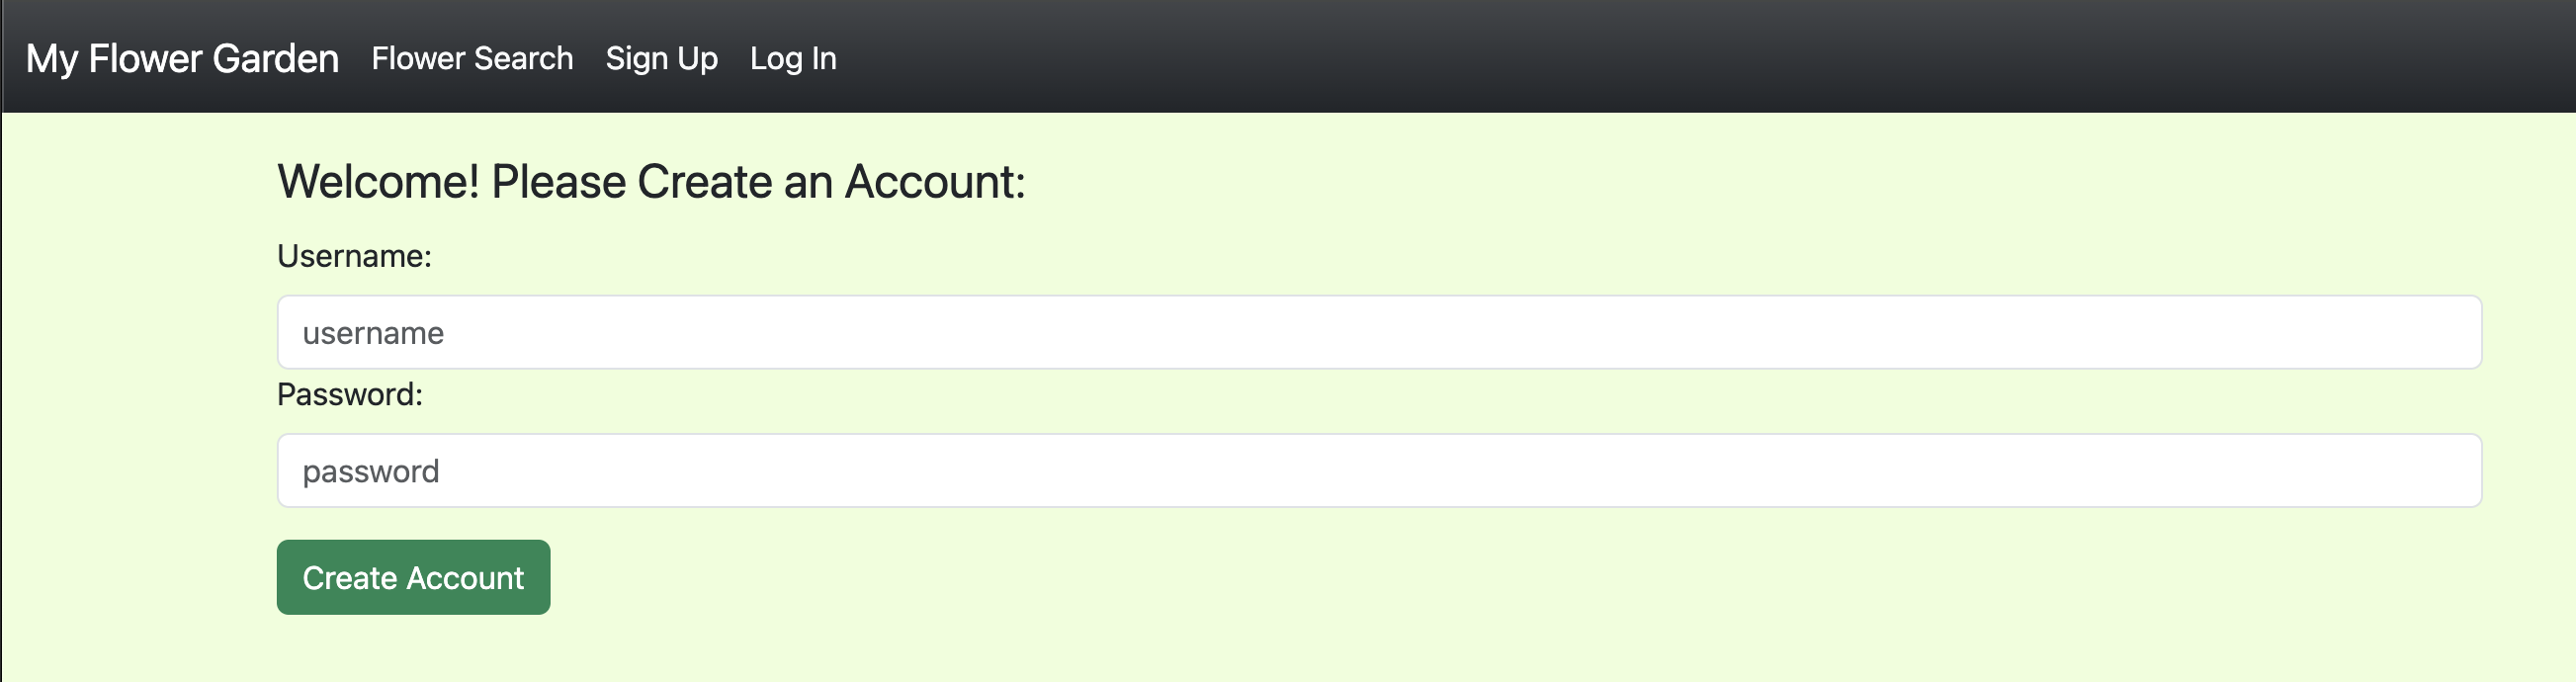 My Flower Garden Flower Search Sign Up Log In
Welcome! Please Create an Account:
Username:
username
Password:
password
Create Account